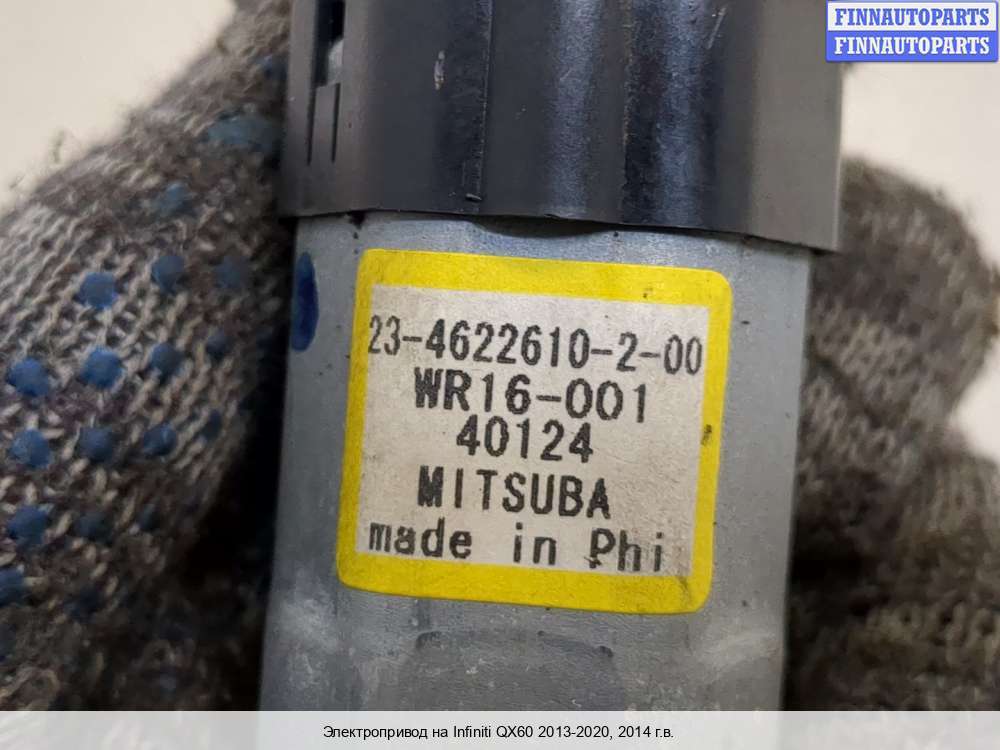 FINNAUTOPARTS
FINNAUTOPARTS
23-4622610-2-00
WR16-001
40124
MITSUBA
made in Phi
Электропривод на Infiniti QX60 2013-2020, 2014 г.в.